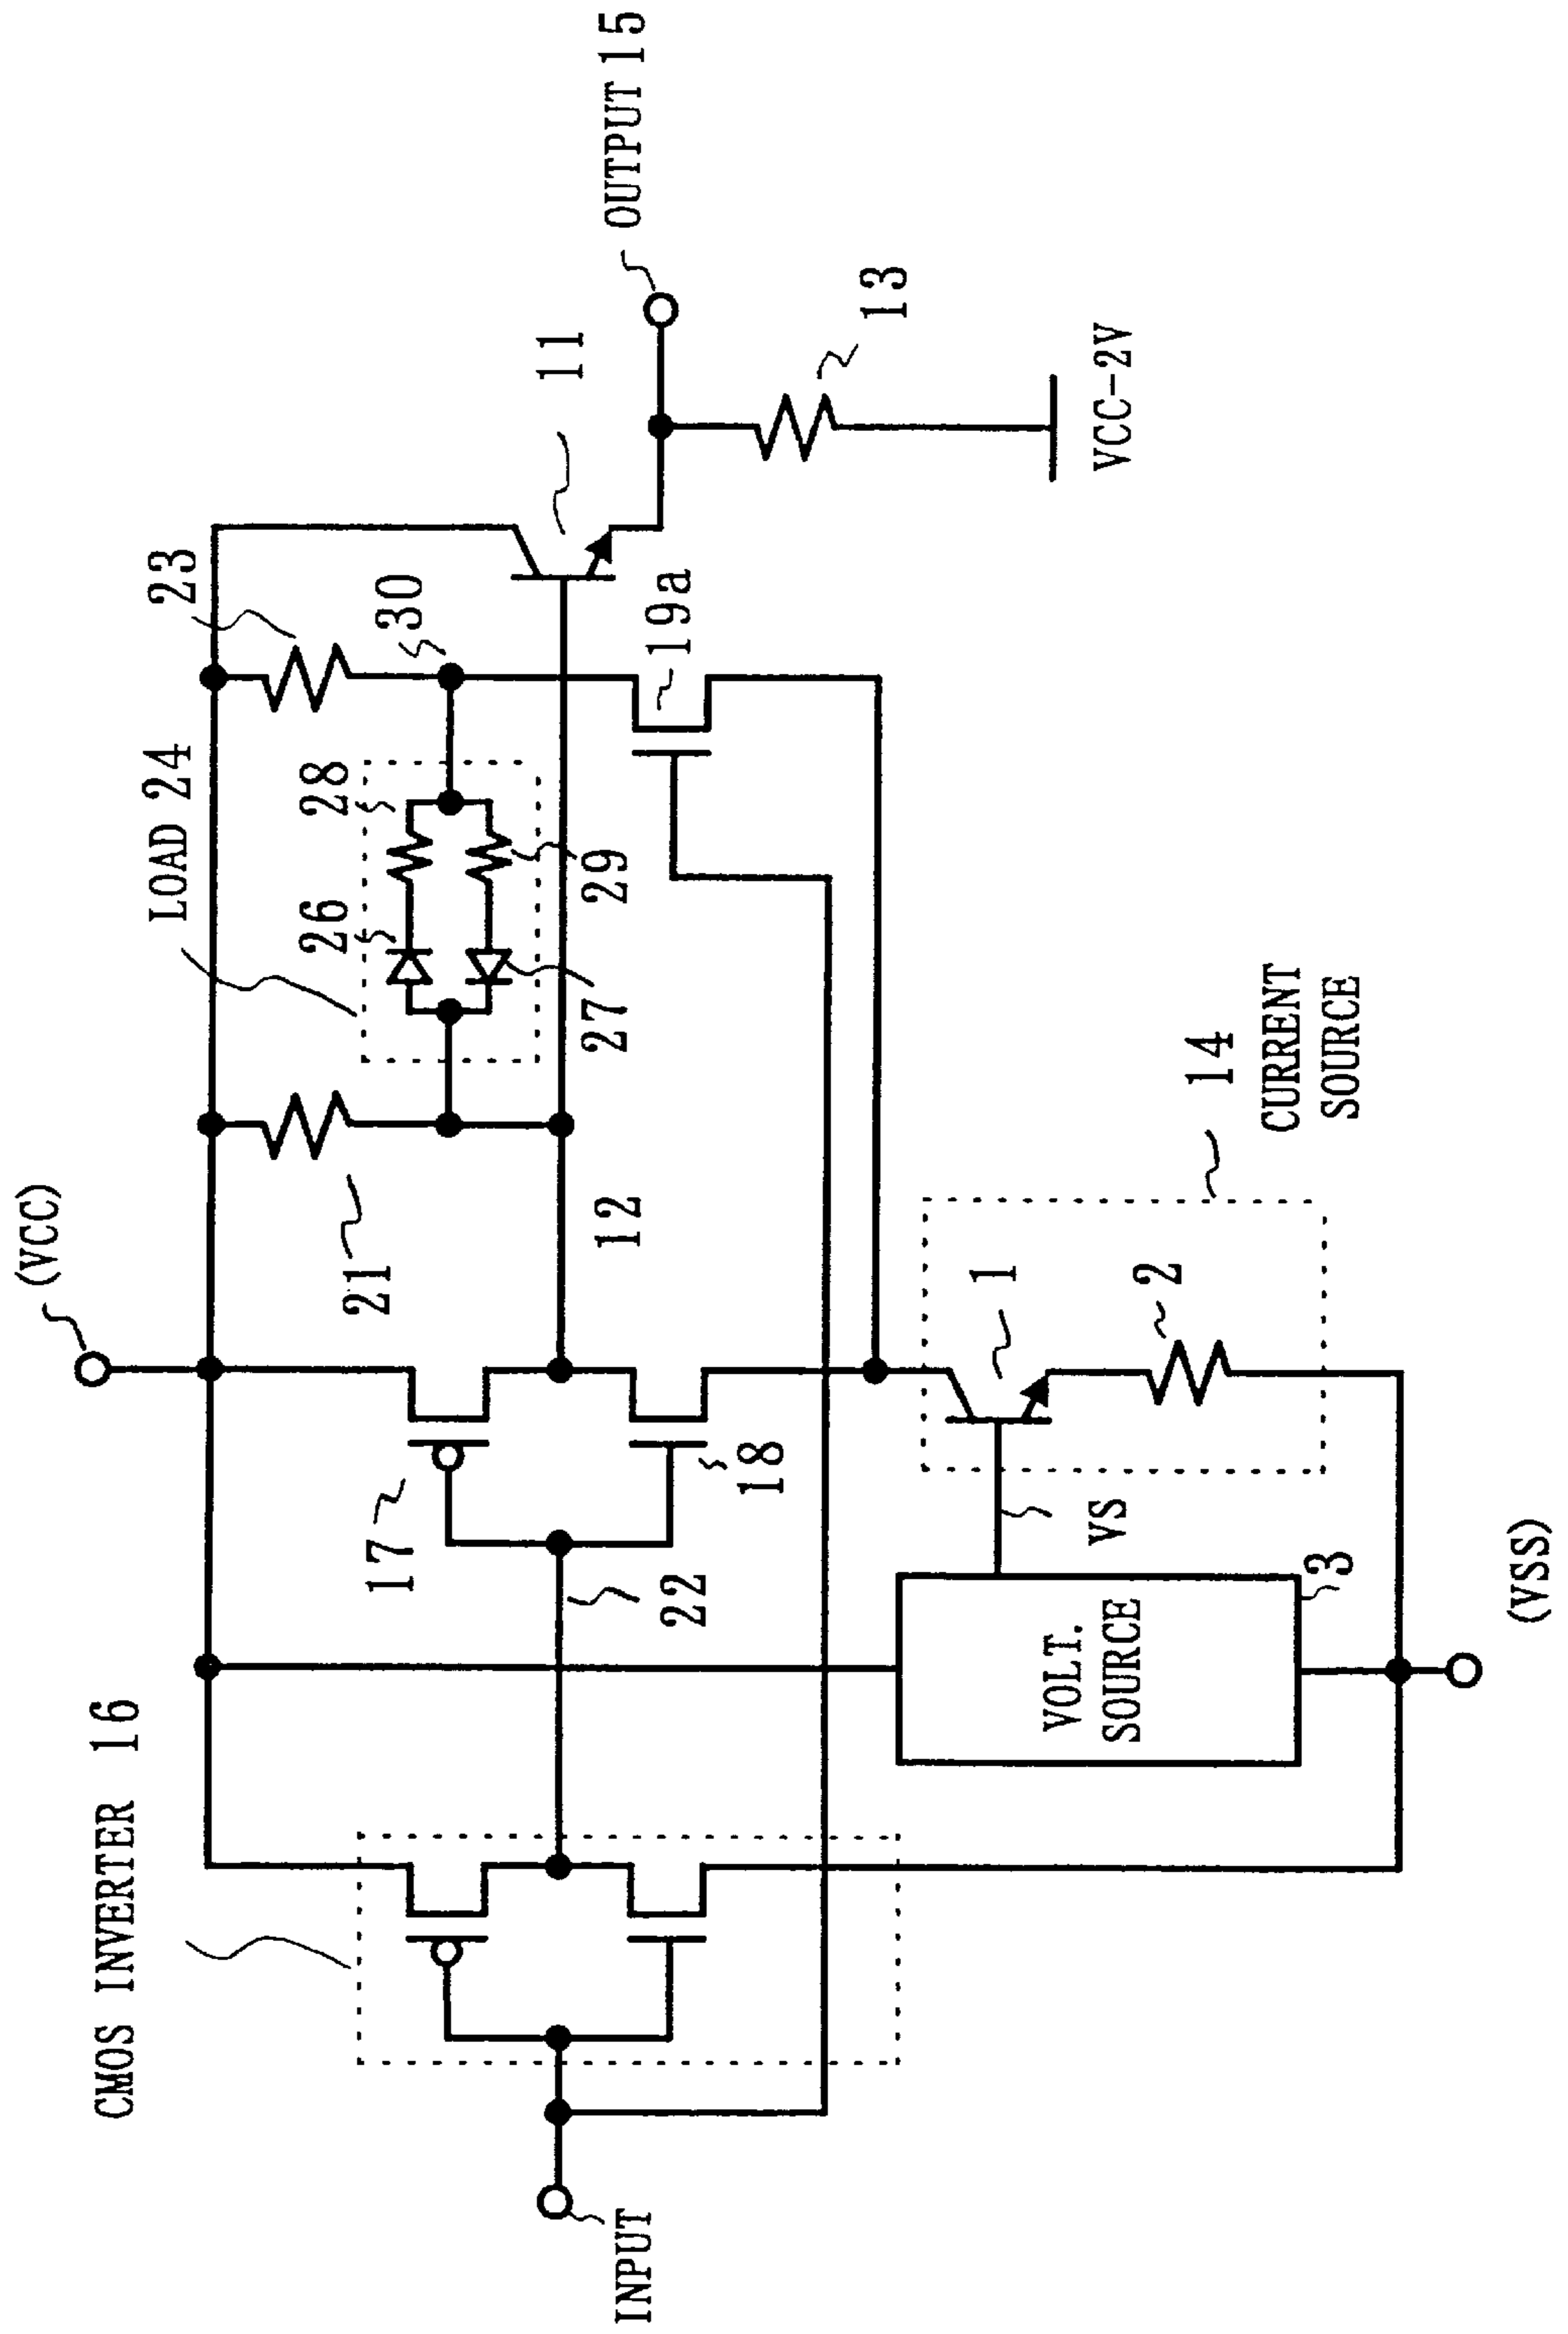 (VCC)
CMOS INVERTER 16
LOAD 24
23
21
26
28
30
27
29
11
OUTPUT 15
17
22
18
12
19a
13
VCC-2V
INPUT
VOLT.
SOURCE
3
VS
1
2
14
CURRENT
SOURCE
(VSS)